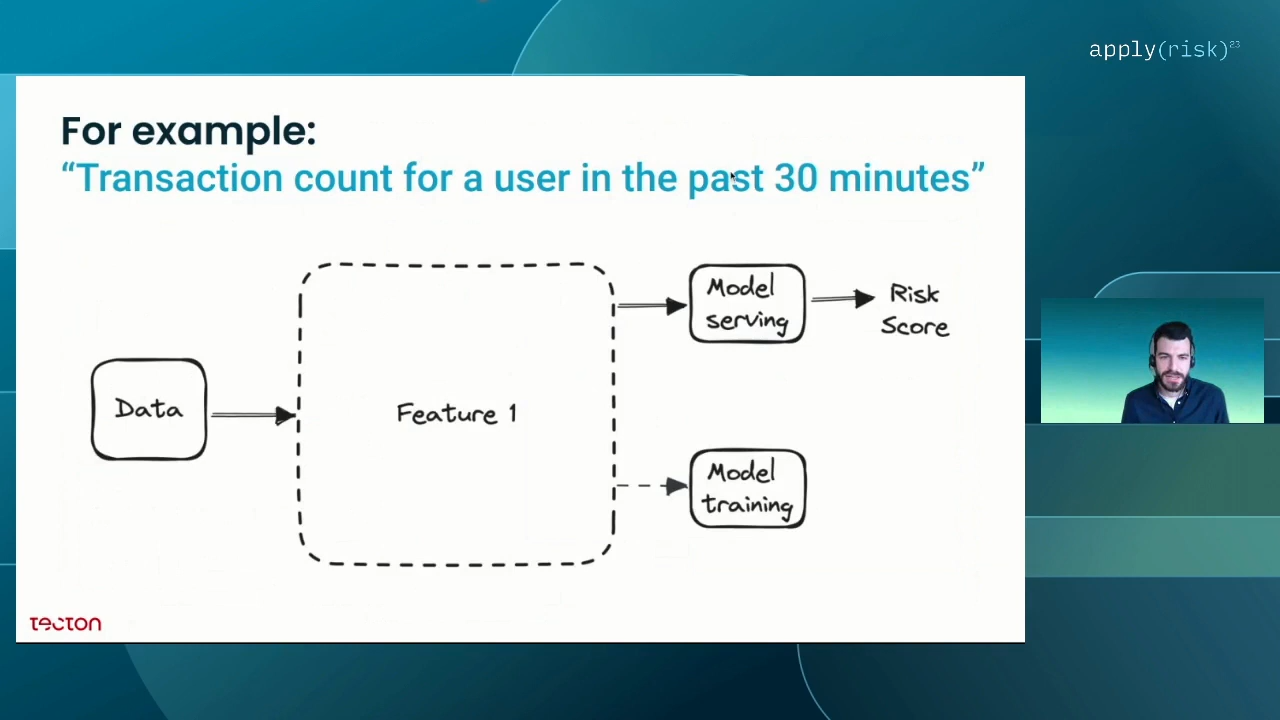 apply(risk)23
For example:
“Transaction count for a user in the past 30 minutes”
Data
Feature 1
Model
serving
Risk
Score
Model
training
tecton